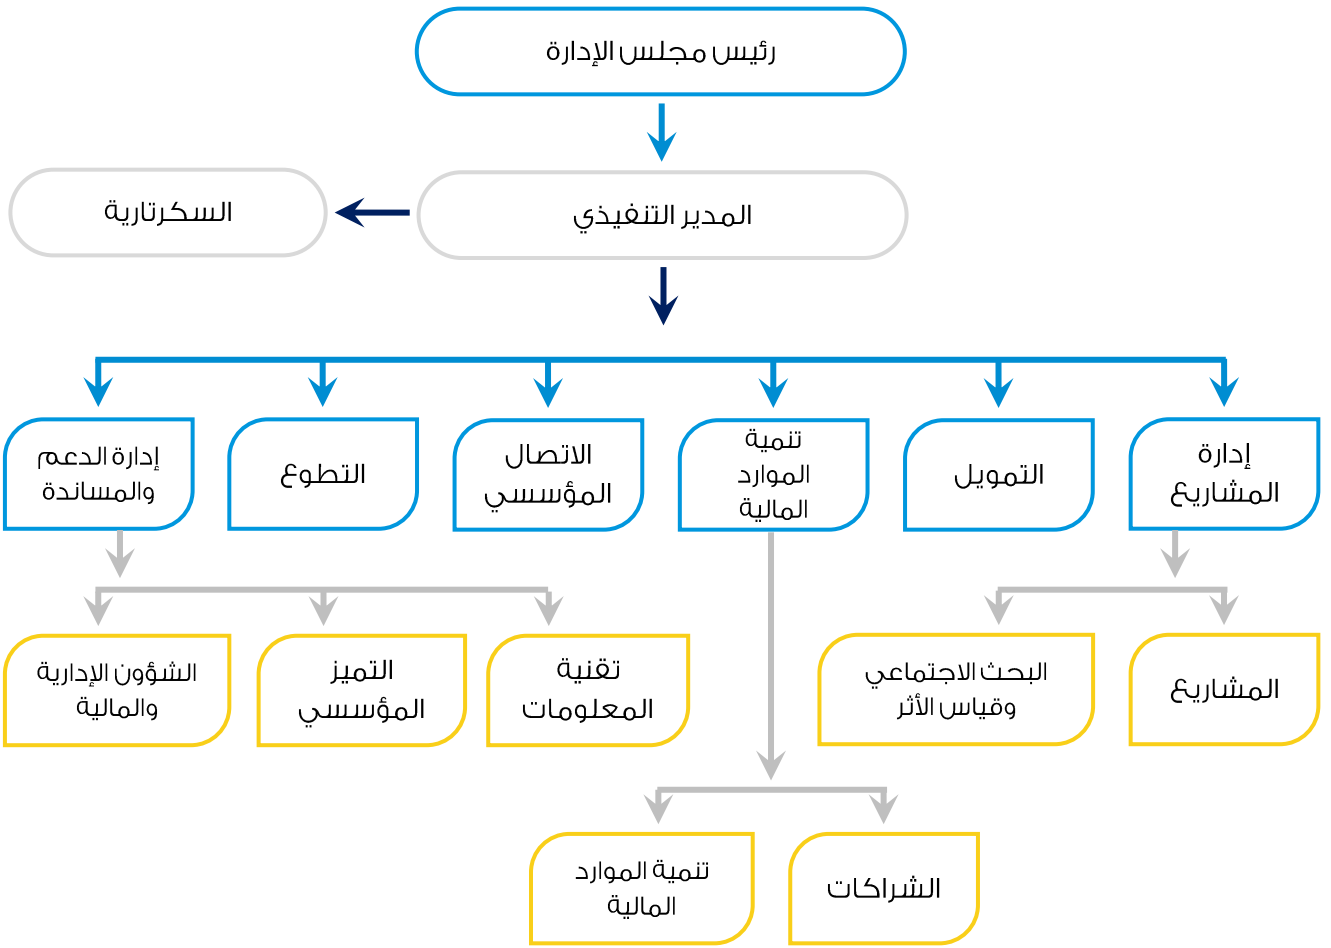 رئيس مجلس الإدارة
المدير التنفيذي
السكرتارية
إدارة
المشاريع
التمويل
تنمية
الموارد
المالية
الاتصال
المؤسسي
التطوع
إدارة الدعم
والمساندة
المشاريع
البحث الاجتماعي
وقياس الأثر
تقنية
المعلومات
التميز
المؤسسي
الشؤون الإدارية
والمالية
الشراكات
تنمية الموارد
المالية